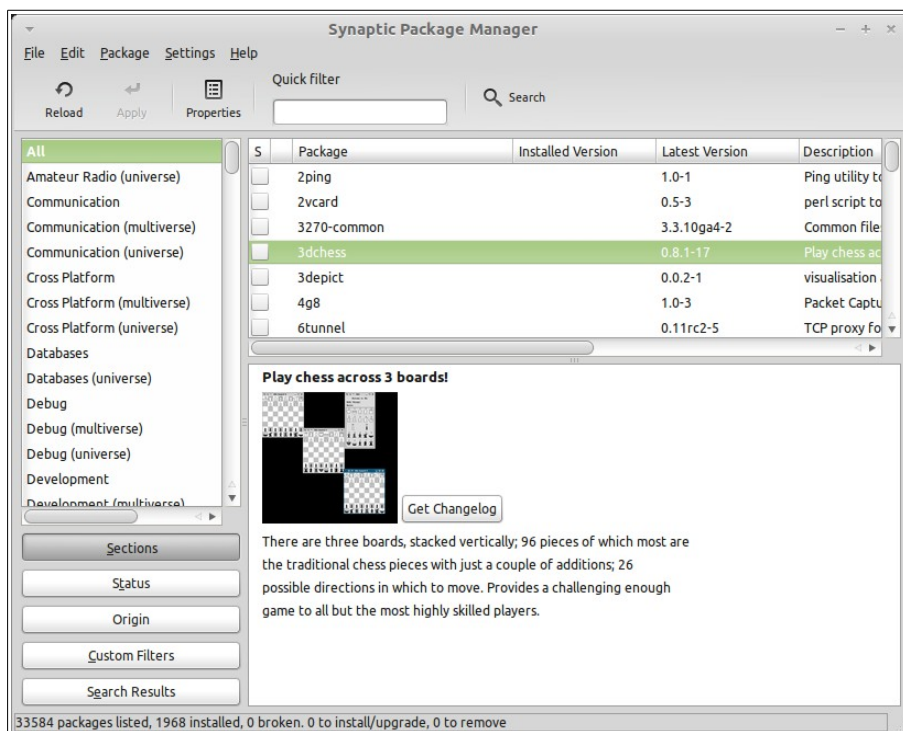 Synaptic Package Manager
File Edit Package Settings Help
Reload
Apply
Properties
Quick filter
Search
All
Amateur Radio (universe)
Communication
Communication (multiverse)
Communication (universe)
Cross Platform
Cross Platform (multiverse)
Cross Platform (universe)
Databases
Databases (universe)
Debug
Debug (multiverse)
Debug (universe)
Development
Development (multiverse)
Sections
Status
Origin
Custom Filters
Search Results
S Package Installed Version Latest Version Description
2ping 1.0-1 Ping utility to
2vcard 0.5-3 perl script to
3270-common 3.3.10ga4-2 Common file
3dchess 0.8.1-17 Play chess ac
3depict 0.0.2-1 visualisation
4g8 1.0-3 Packet Captu
6tunnel 0.11rc2-5 TCP proxy fo
Play chess across 3 boards!
Get Changelog
There are three boards, stacked vertically; 96 pieces of which most are
the traditional chess pieces with just a couple of additions; 26
possible directions in which to move. Provides a challenging enough
game to all but the most highly skilled players.
33584 packages listed, 1968 installed, 0 broken. 0 to install/upgrade, 0 to remove